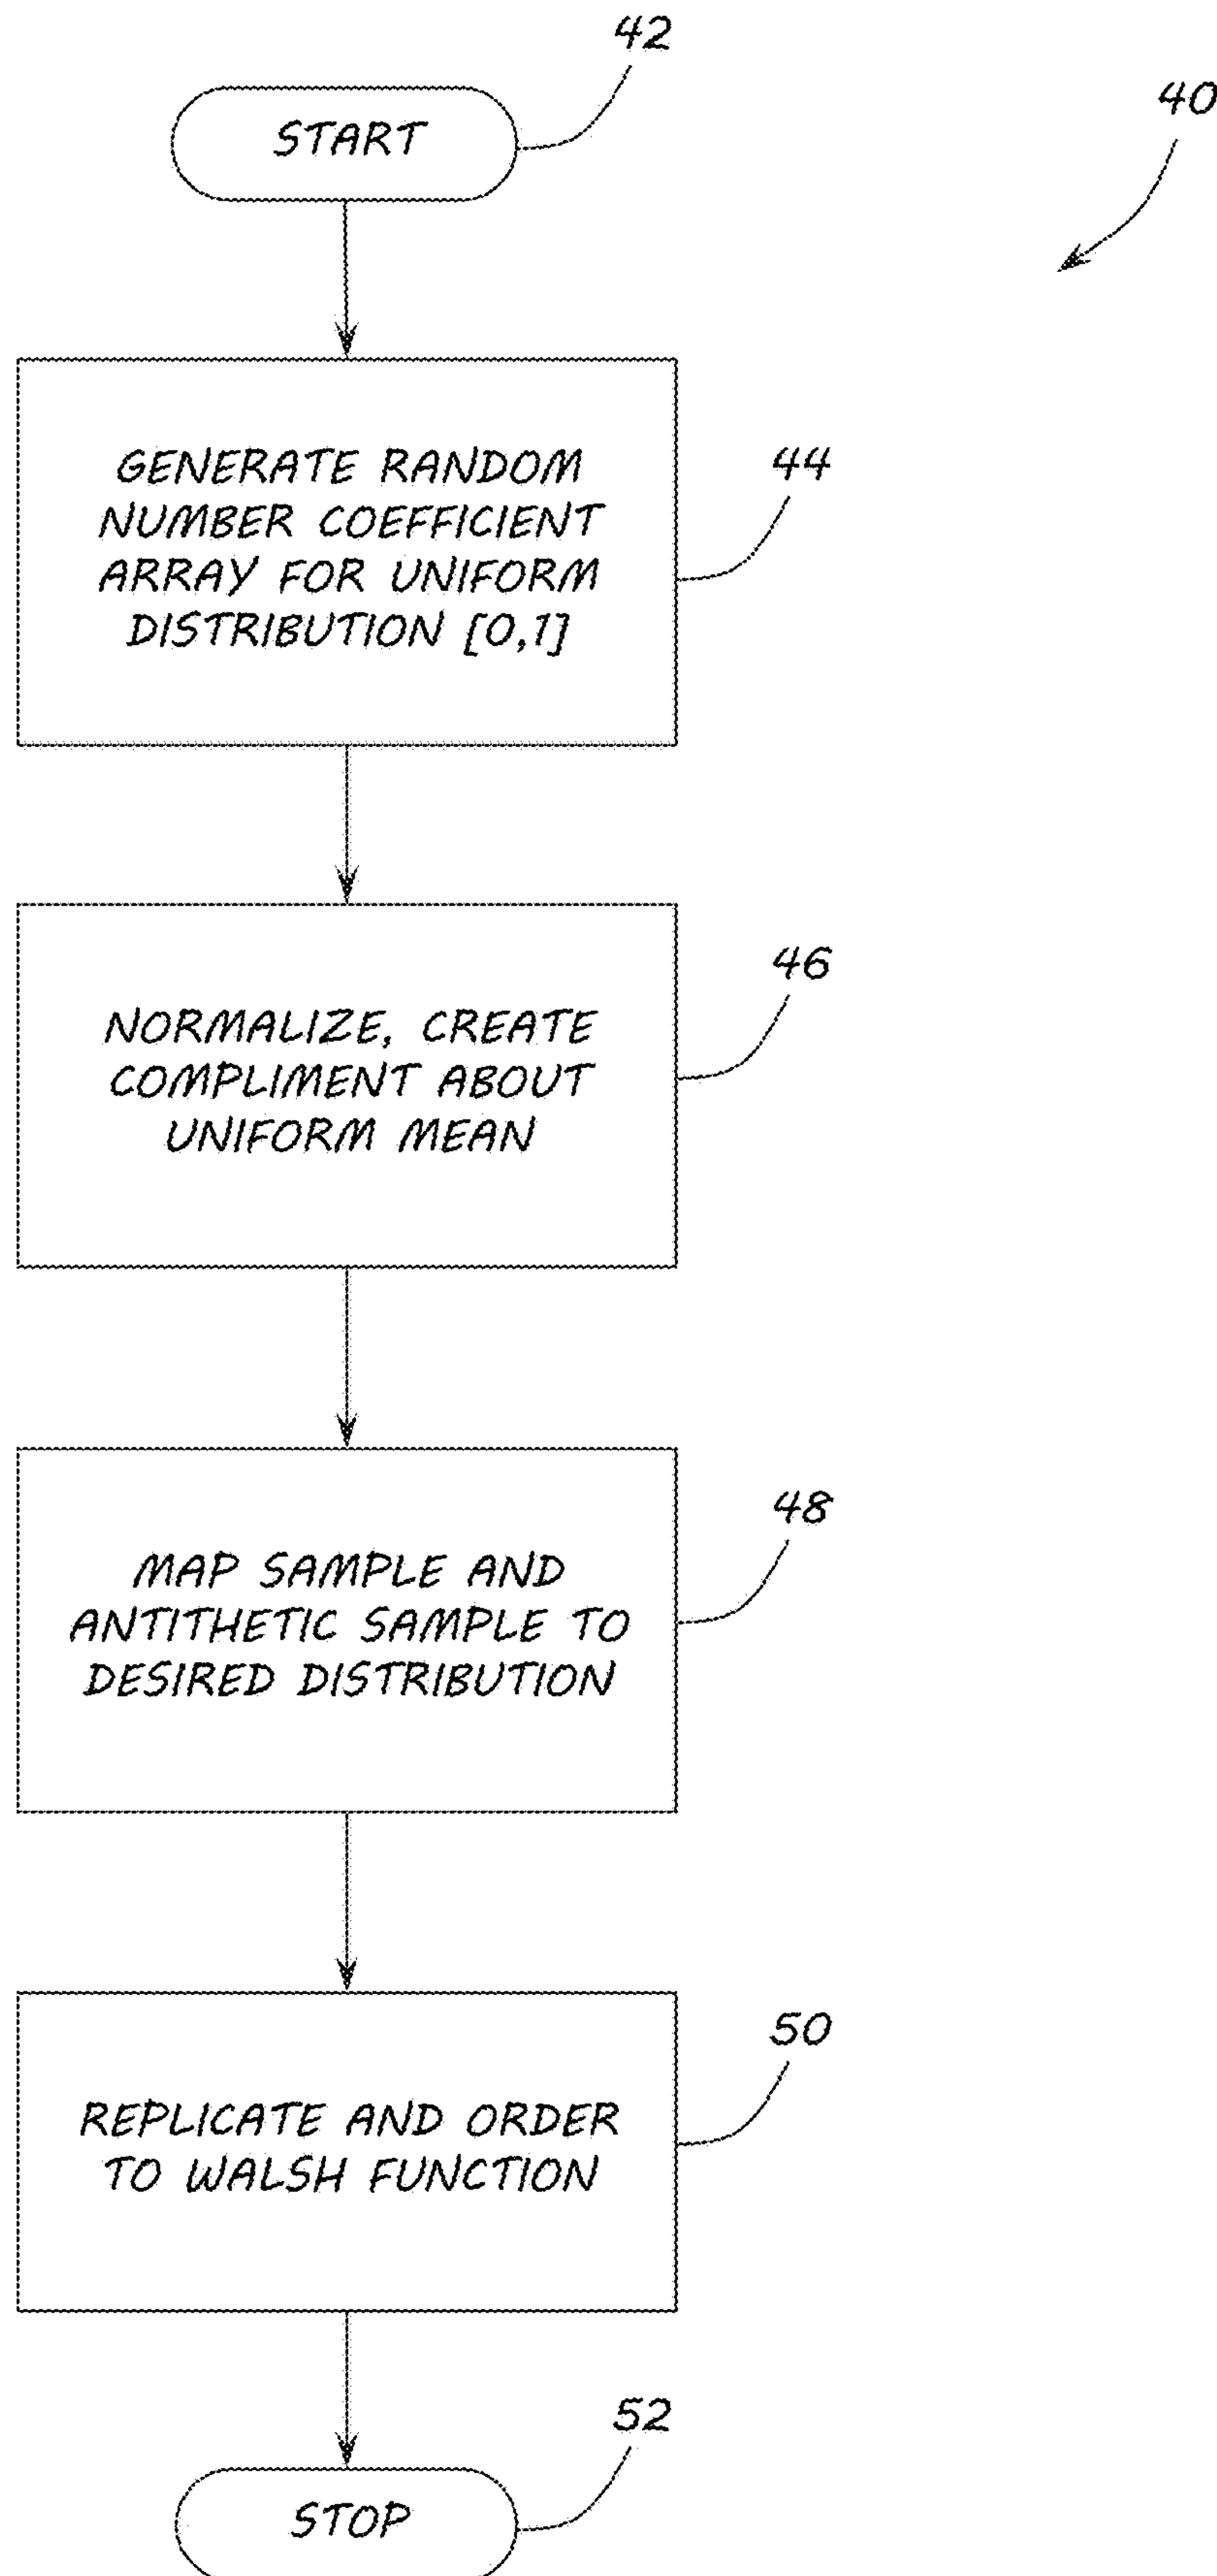 42
START
40
GENERATE RANDOM
NUMBER COEFFICIENT
ARRAY FOR UNIFORM
DISTRIBUTION [0,1]
44
NORMALIZE, CREATE
COMPLIMENT ABOUT
UNIFORM MEAN
46
MAP SAMPLE AND
ANTITHETIC SAMPLE TO
DESIRED DISTRIBUTION
48
REPLICATE AND ORDER
TO WALSH FUNCTION
50
52
STOP